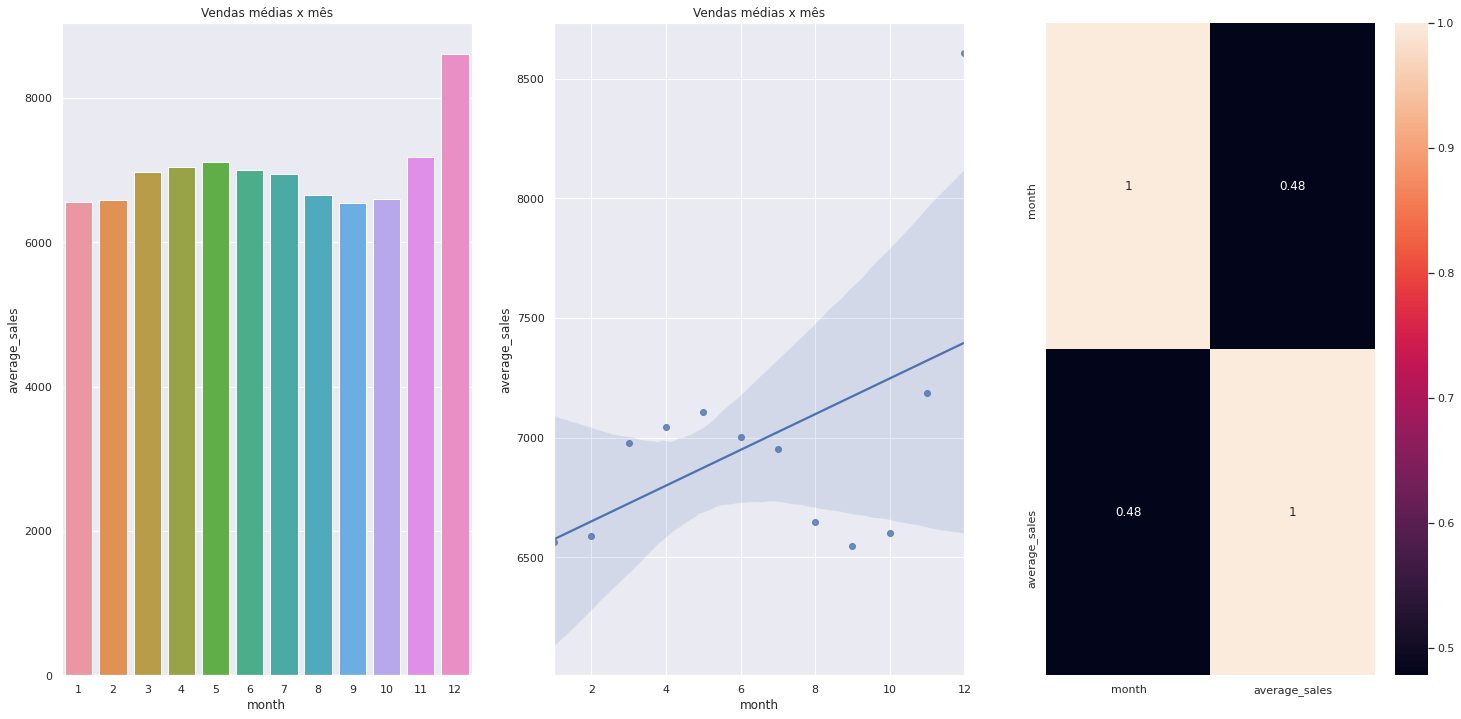 Vendas médias x mês
average_sales
8000
6000
4000
2000
0
1 2 3 4 5 6 7 8 9 10 11 12
month
Vendas médias x mês
average_sales
8500
8000
7500
7000
6500
2 4 6 8 10 12
month
month
average_sales
1 0.48
0.48 1
month average_sales
1.0
0.9
0.8
0.7
0.6
0.5